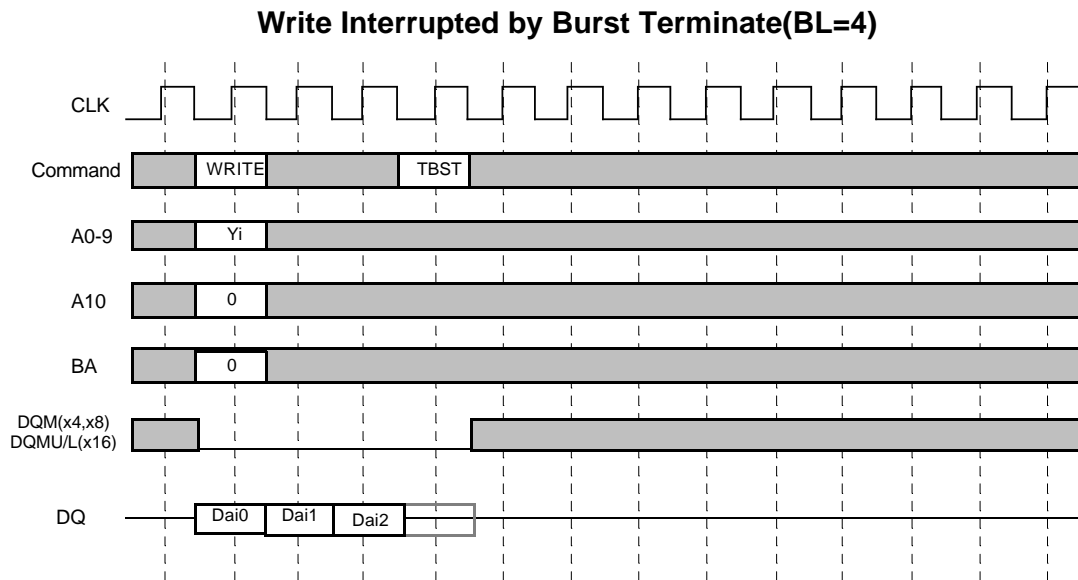 Write Interrupted by Burst Terminate(BL=4)
CLK
Command WRITE TBST
A0-9 Yi
A10 0
BA 0
DQM(x4,x8)
DQMU/L(x16)
DQ Dai0 Dai1 Dai2